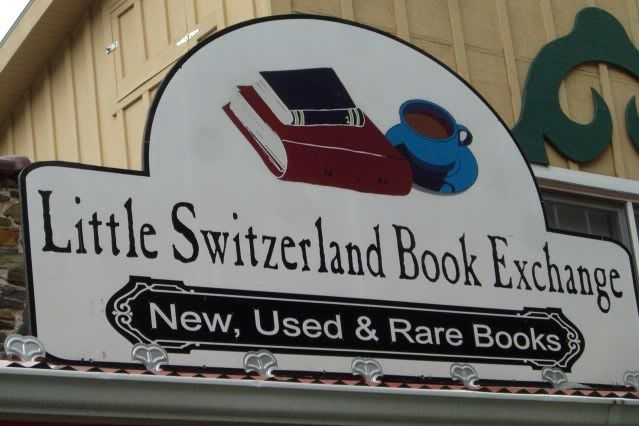 Little Switzerland Book Exchange
New, Used & Rare Books